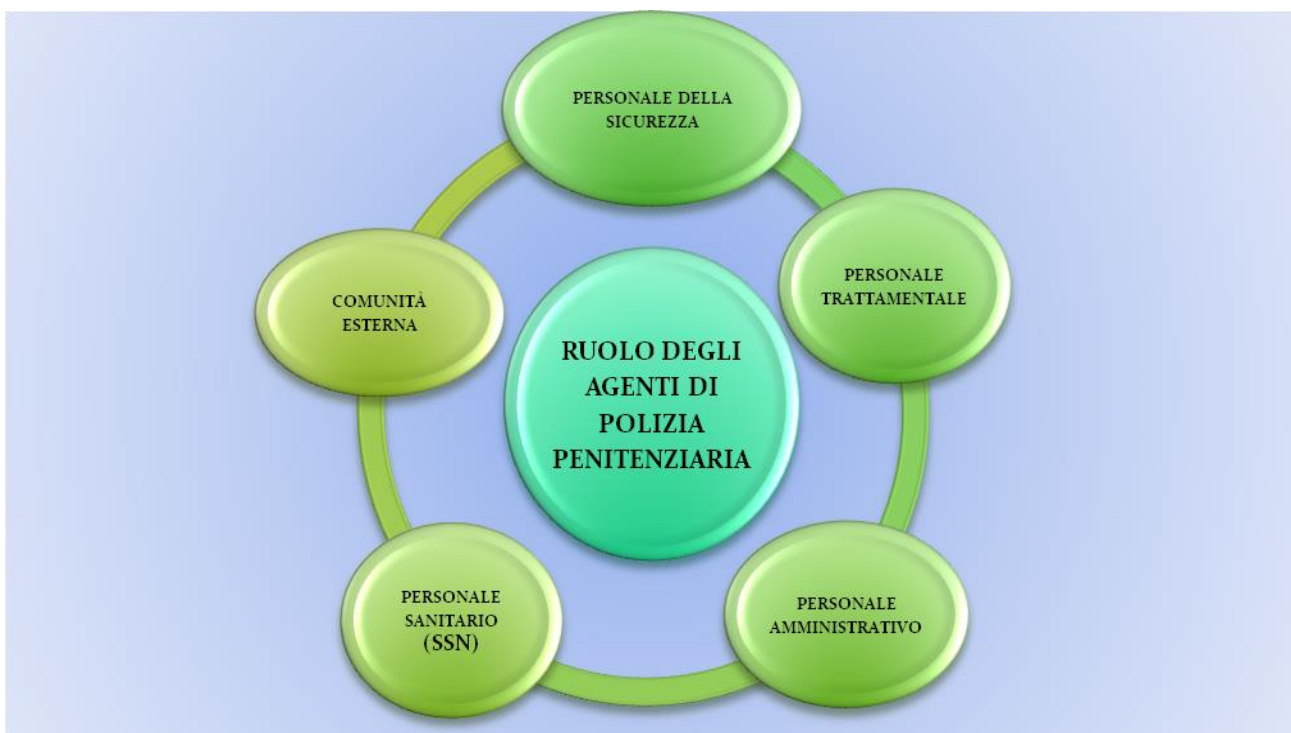 PERSONALE DELLA
SICUREZZA
PERSONALE
TRATTAMENTALE
COMUNITÀ
ESTERNA
RUOLO DEGLI
AGENTI DI
POLIZIA
PENITENZIARIA
PERSONALE
SANITARIO
(SSN)
PERSONALE
AMMINISTRATIVO